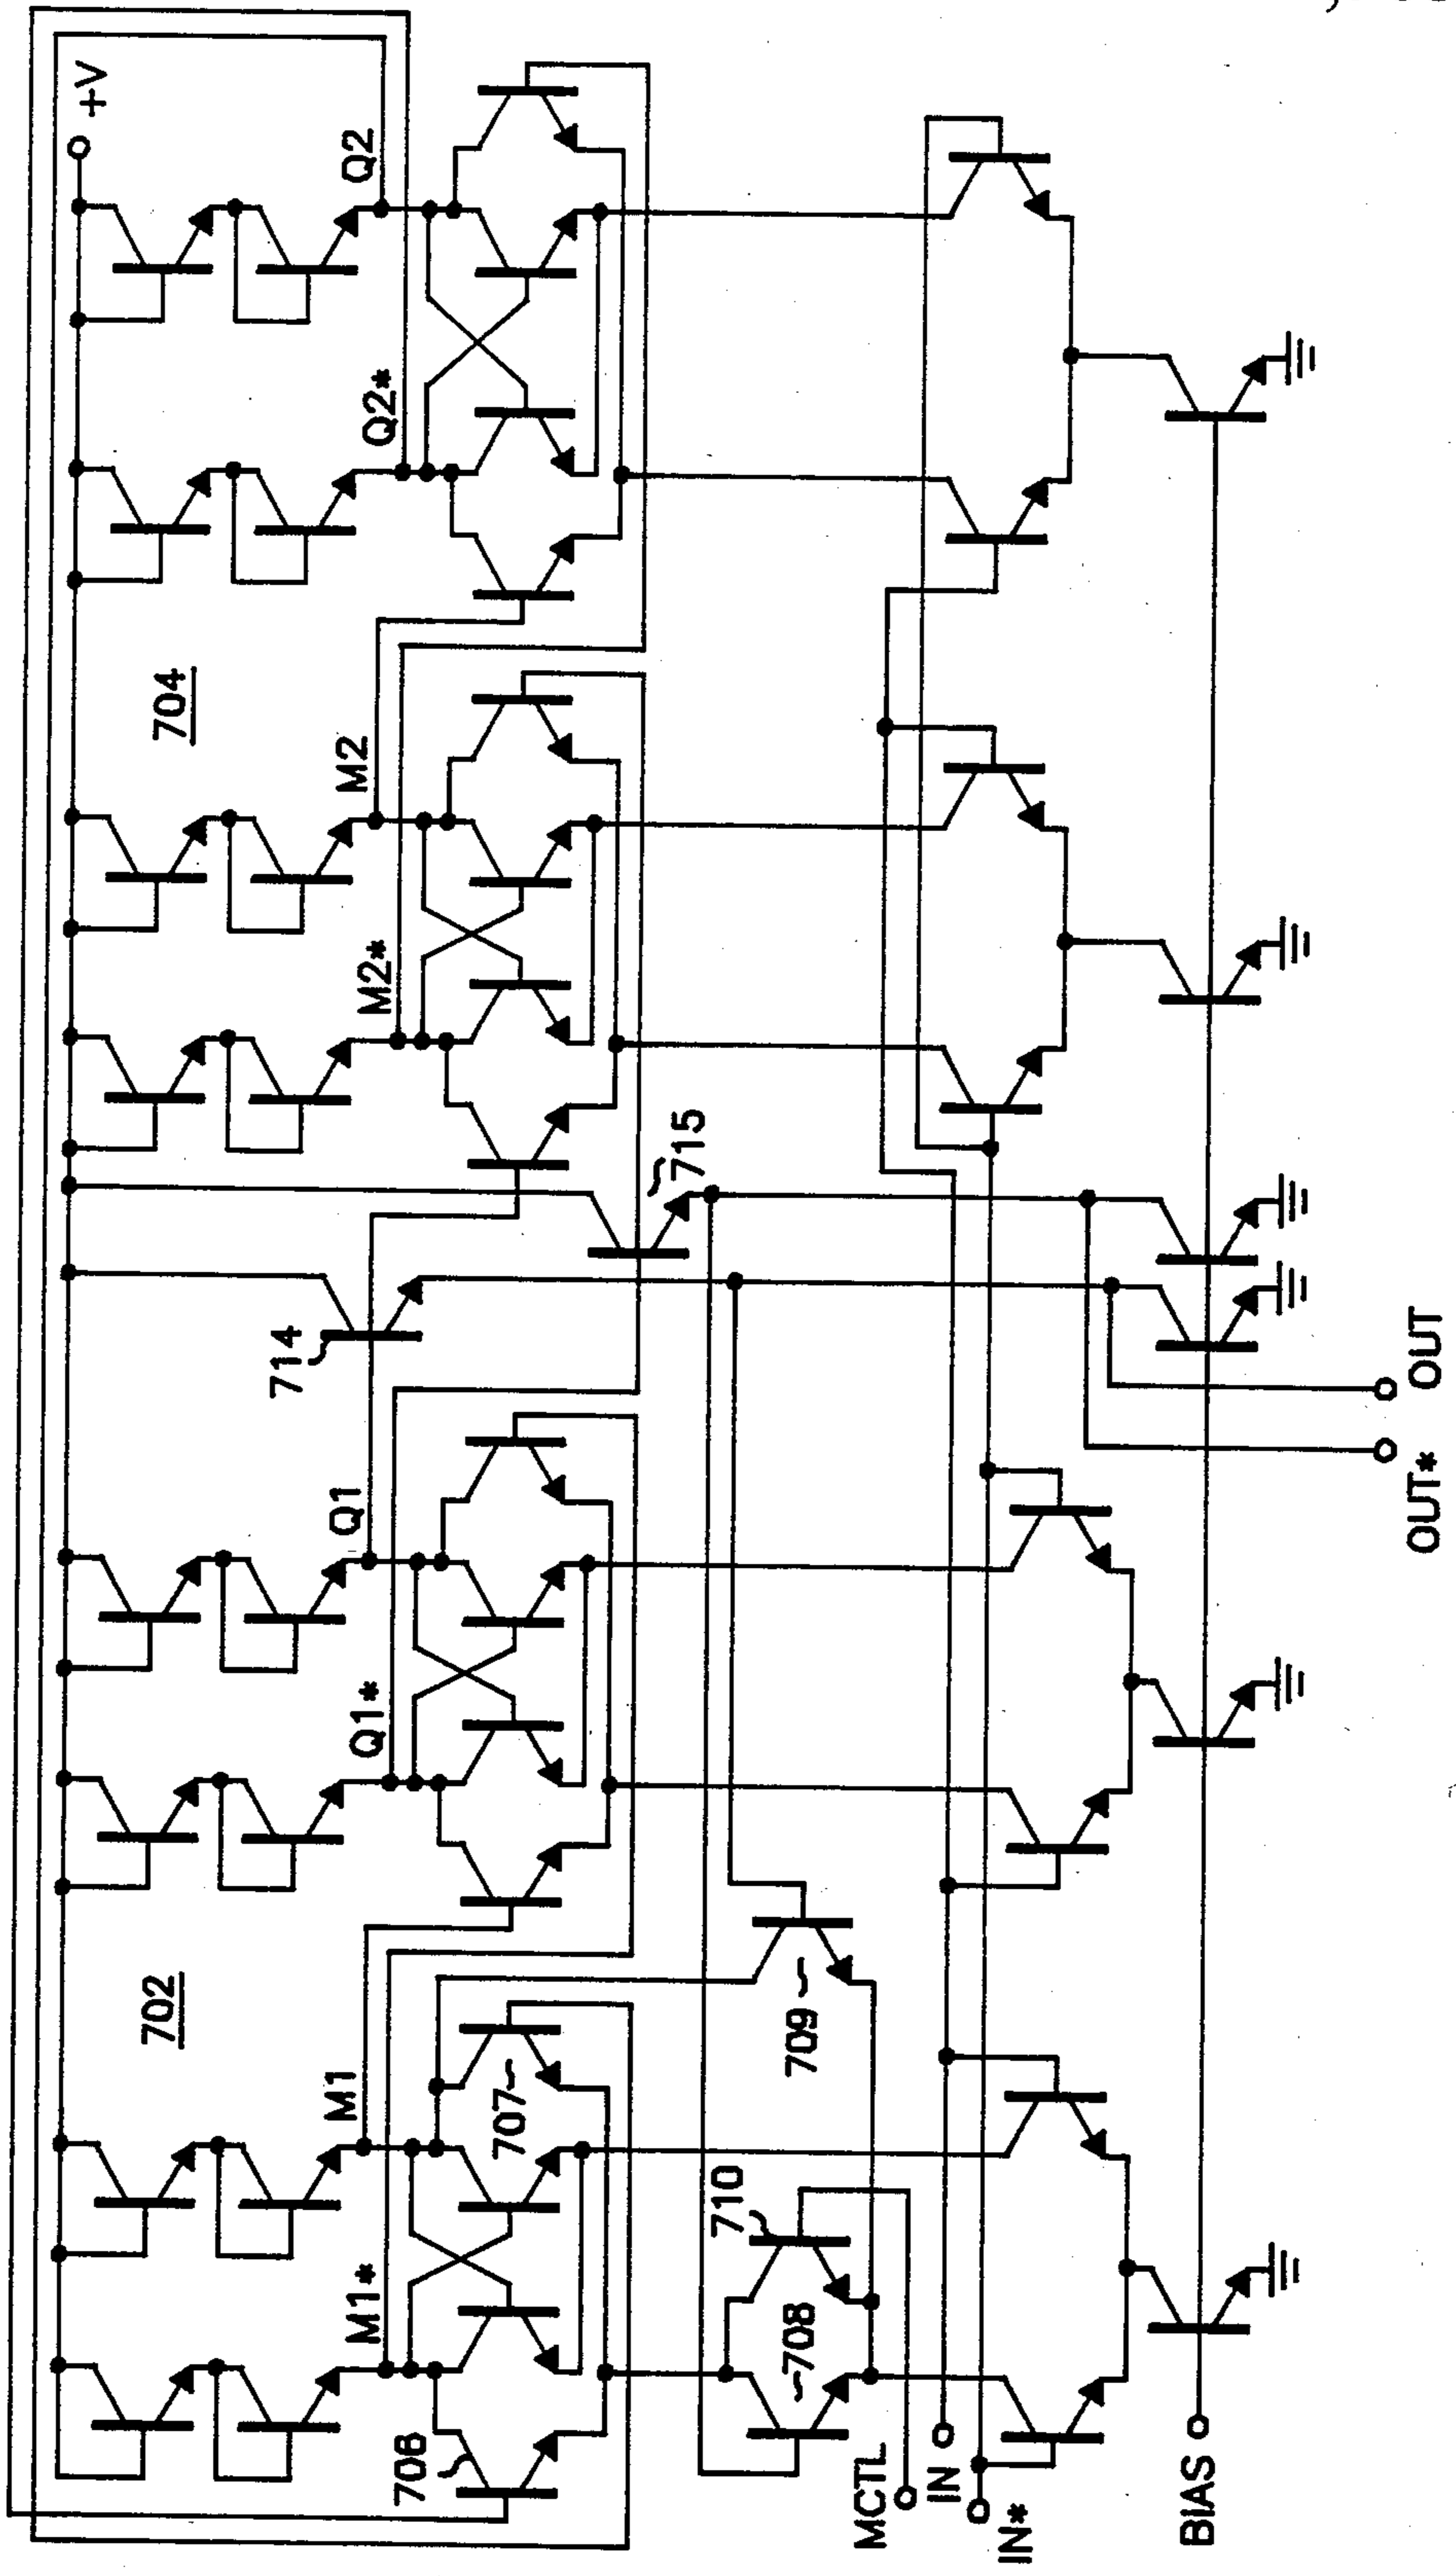 +V
Q2
Q2*
704
M2
M2*
715
714
Q1
Q1*
702
M1
M1*
706
707
709
710
708
MCTL
IN
IN*
BIAS
OUT
OUT*